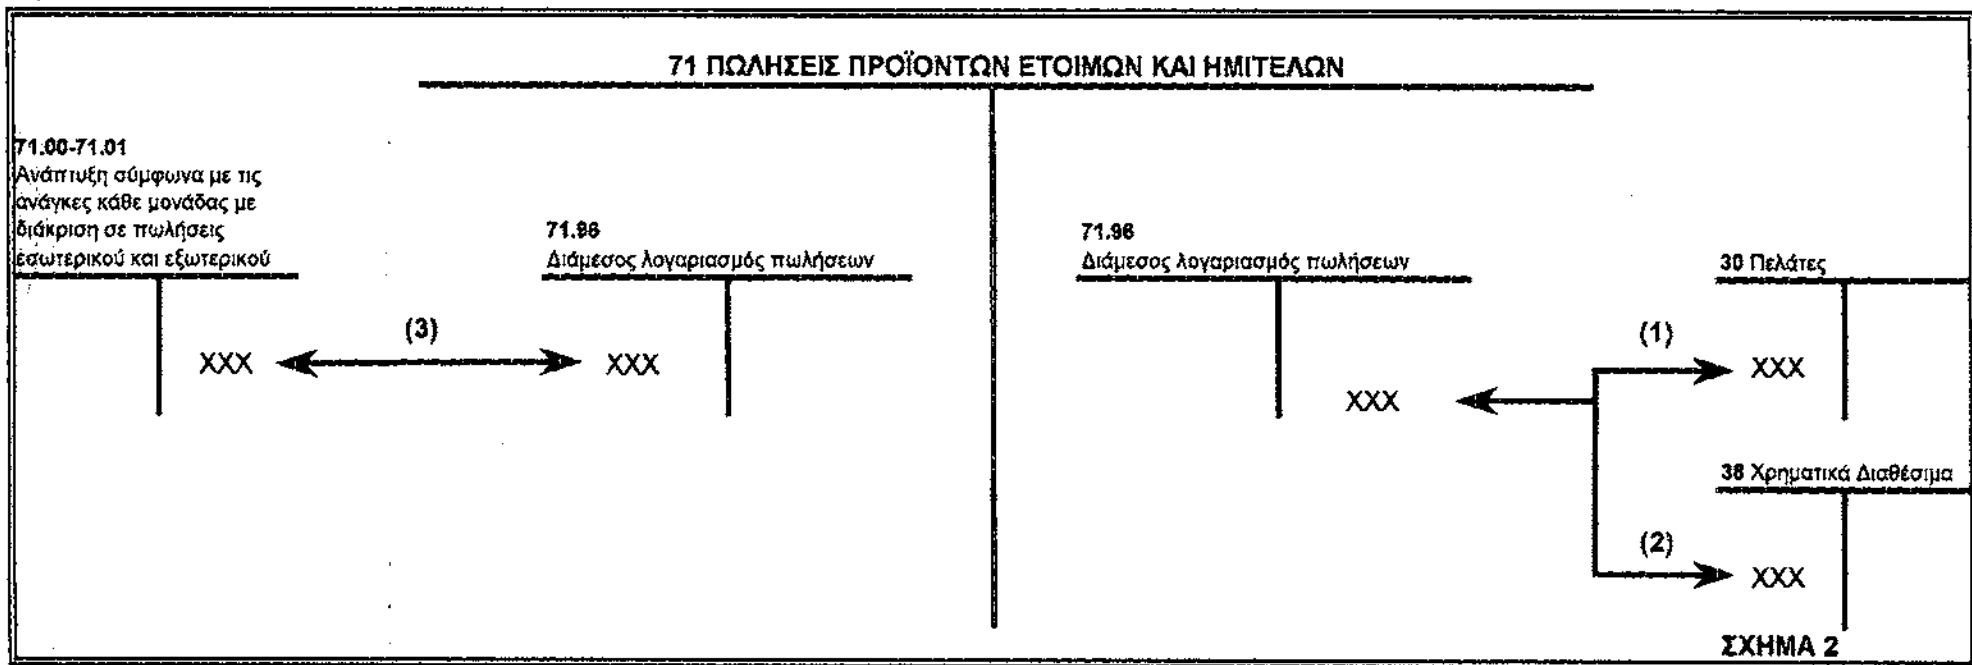 71 ΠΩΛΗΣΕΙΣ ΠΡΟΪΟΝΤΩΝ ΕΤΟΙΜΩΝ ΚΑΙ ΗΜΙΤΕΛΩΝ
71.00-71.01
Ανάπτυξη σύμφωνα με τις
ανάγκες κάθε μονάδας με
διάκριση σε πωλήσεις
εσωτερικού και εξωτερικού
71.96
Διάμεσος λογαριασμός πωλήσεων
71.96
Διάμεσος λογαριασμός πωλήσεων
30 Πελάτες
(3)
XXX
XXX
(1)
XXX
XXX
38 Χρηματικά Διαθέσιμα
(2)
XXX
ΣΧΗΜΑ 2